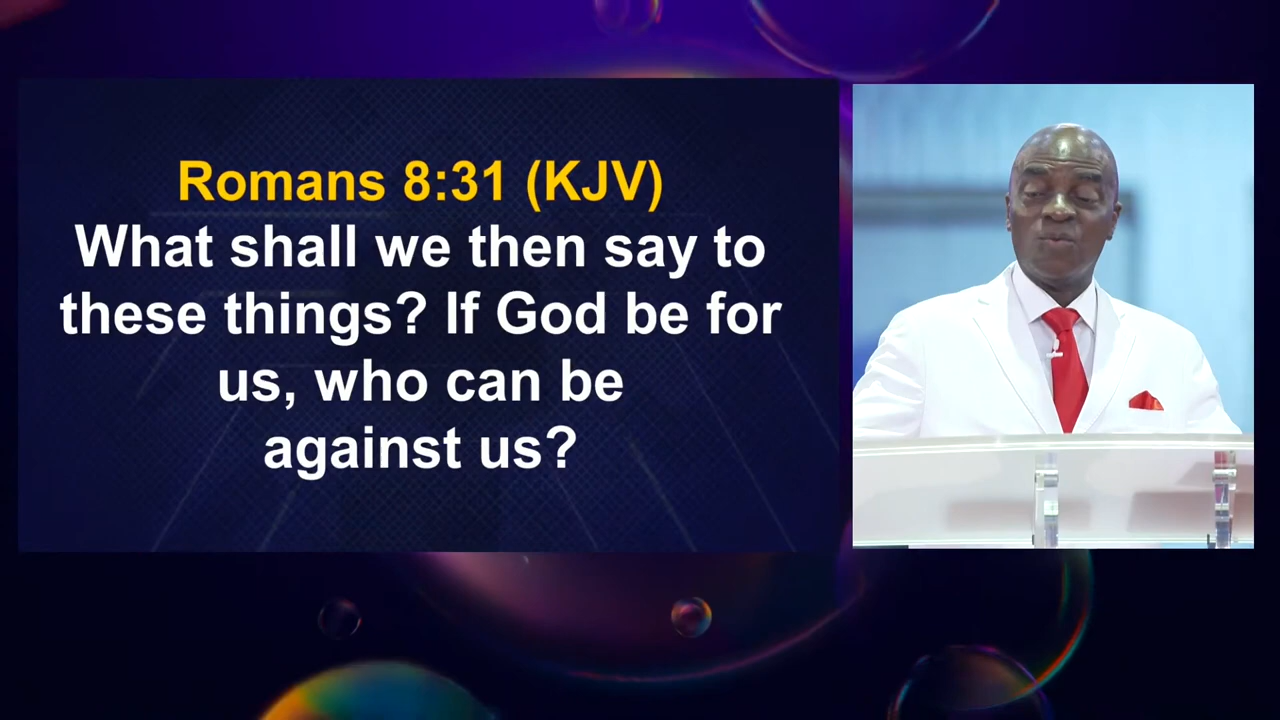 Romans 8:31 (KJV)
What shall we then say to
these things? If God be for
us, who can be
against us?